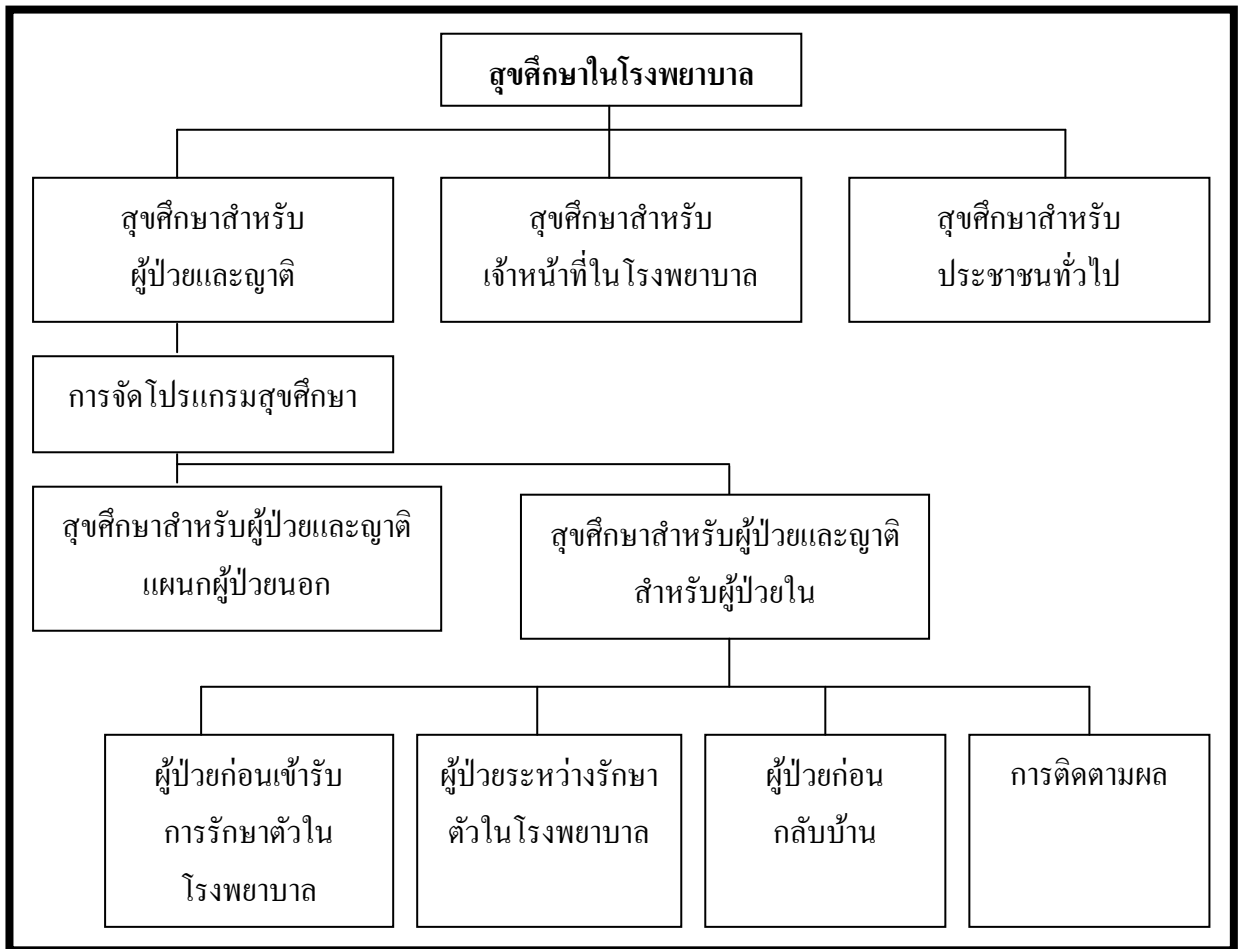 สุขศึกษาในโรงพยาบาล
สุขศึกษาสำหรับ
ผู้ป่วยและญาติ
สุขศึกษาสำหรับ
เจ้าหน้าที่ในโรงพยาบาล
สุขศึกษาสำหรับ
ประชาชนทั่วไป
การจัดโปรแกรมสุขศึกษา
สุขศึกษาสำหรับผู้ป่วยและญาติ
แผนกผู้ป่วยนอก
สุขศึกษาสำหรับผู้ป่วยและญาติ
สำหรับผู้ป่วยใน
ผู้ป่วยก่อนเข้ารับ
การรักษาตัวใน
โรงพยาบาล
ผู้ป่วยระหว่างรักษา
ตัวในโรงพยาบาล
ผู้ป่วยก่อน
กลับบ้าน
การติดตามผล